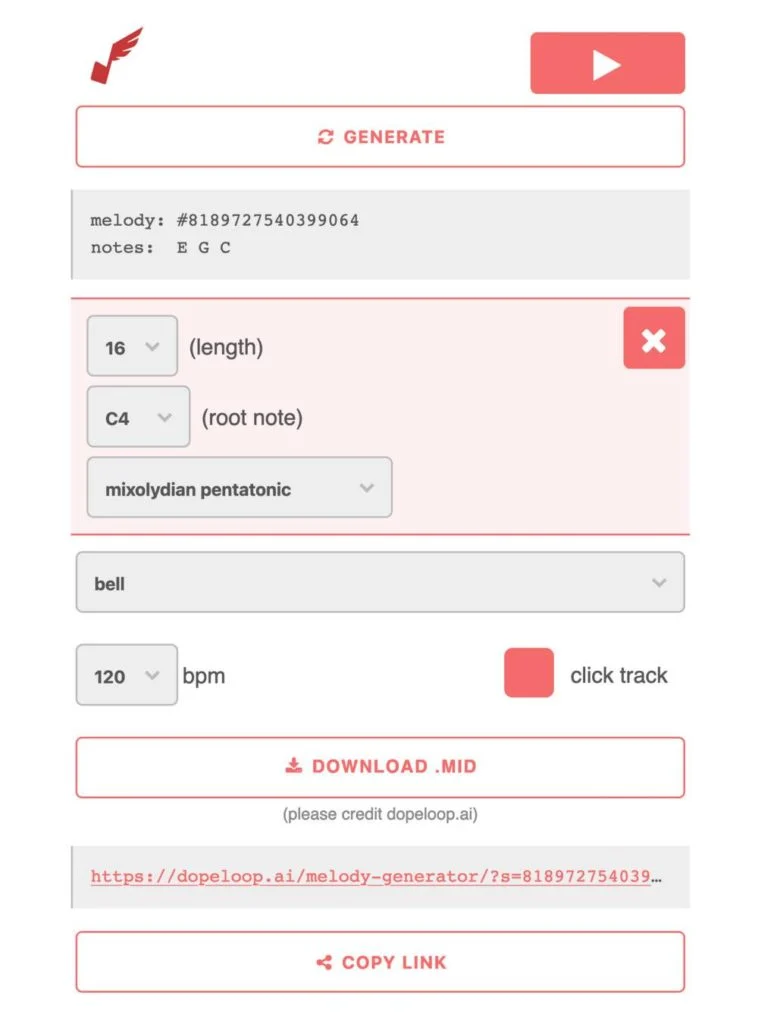 GENERATE
melody: #8189727540399064
notes: E G C
16 (length)
C4 (root note)
mixolydian pentatonic
bell
120 bpm click track
DOWNLOAD .MID
(please credit dopeloop.ai)
https://dopeloop.ai/melody-generator/?s=818972754039…
COPY LINK